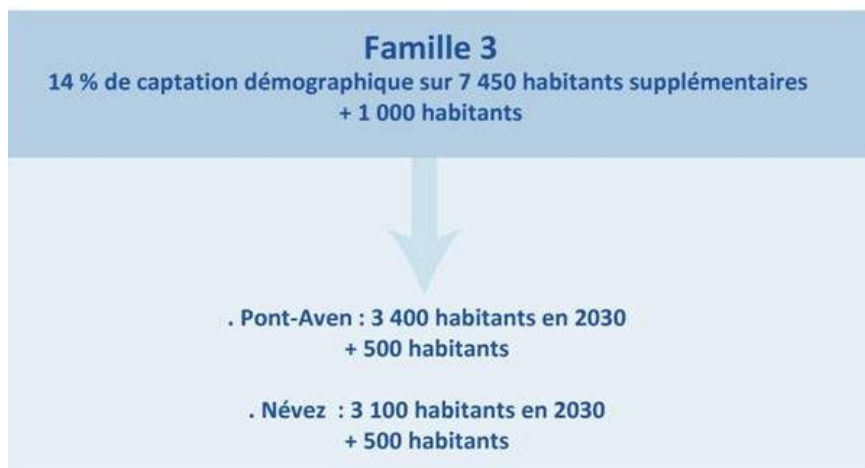 Famille 3
14 % de captation démographique sur 7 450 habitants supplémentaires
+ 1 000 habitants
. Pont-Aven : 3 400 habitants en 2030
+ 500 habitants
. Névez : 3 100 habitants en 2030
+ 500 habitants